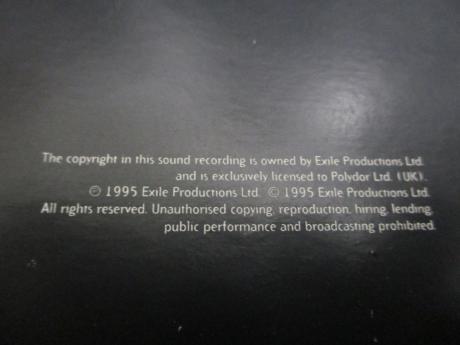 The copyright in this sound recording is owned by Exile Productions Ltd.
and is exclusively licensed to Polydor Ltd. (UK).
℗ 1995 Exile Productions Ltd. © 1995 Exile Productions Ltd.
All rights reserved. Unauthorised copying, reproduction, hiring, lending,
public performance and broadcasting prohibited.